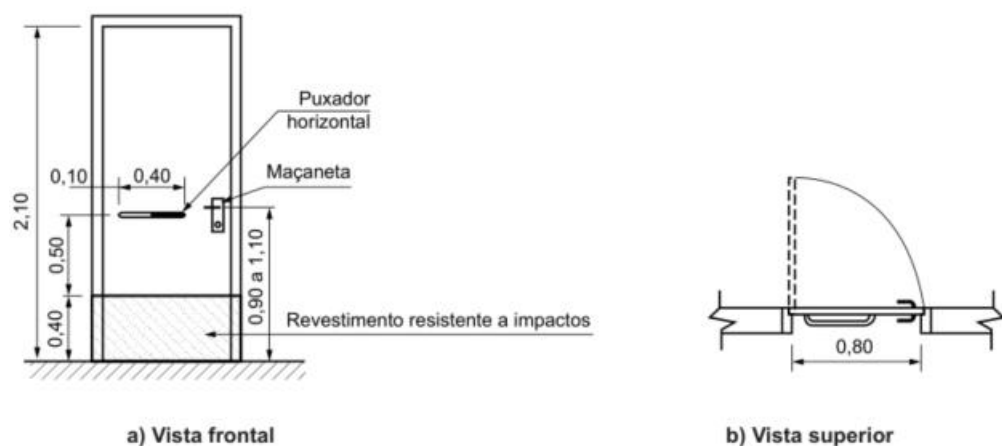 Puxador
horizontal
0,10
0,40
Maçaneta
2,10
0,50
0,90 a 1,10
0,40
Revestimento resistente a impactos
0,80
a) Vista frontal
b) Vista superior